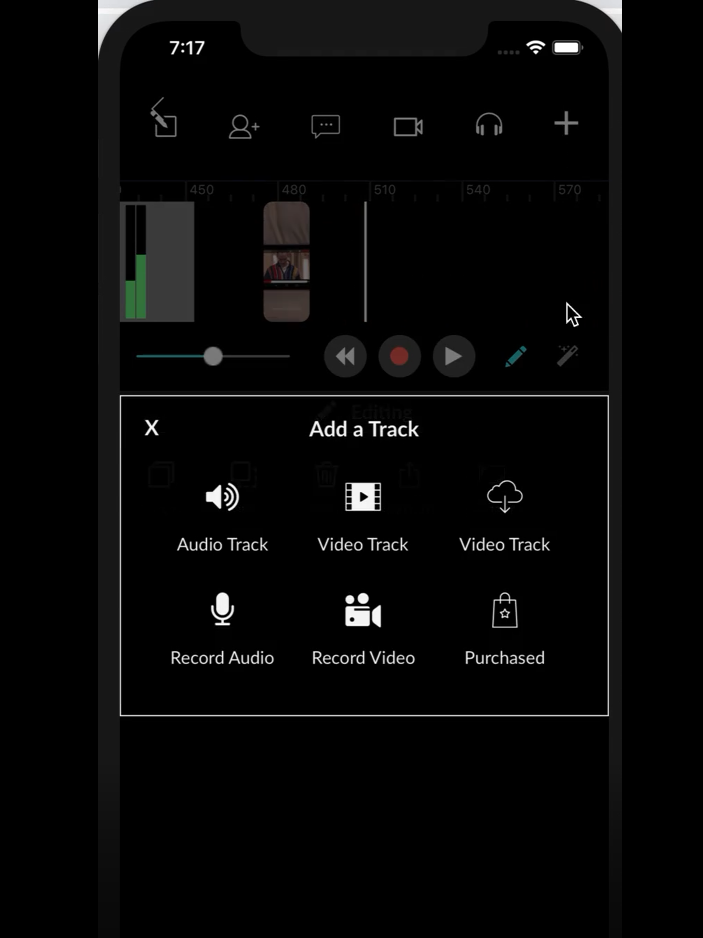 7:17
450 480 510 540 570
Editing
X Add a Track
Audio Track Video Track Video Track
Record Audio Record Video Purchased